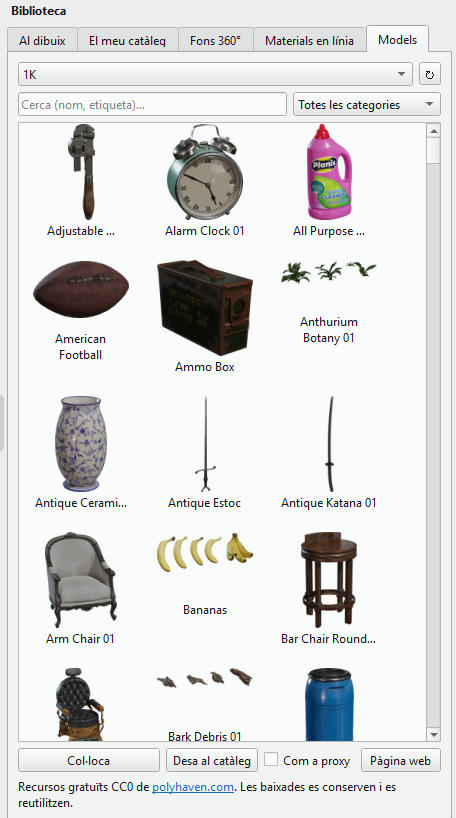 Biblioteca
Al dibuix
El meu catàleg
Fons 360°
Materials en línia
Models
1K
Cerca (nom, etiqueta)...
Totes les categories
Adjustable ...
Alarm Clock 01
Planis
CLEANER
All Purpose ...
American
Football
Ammo Box
Anthurium
Botany 01
Antique Cerami...
Antique Estoc
Antique Katana 01
Arm Chair 01
Bananas
Bar Chair Round...
Bark Debris 01
Col·loca
Desa al catàleg
Com a proxy
Pàgina web
Recursos gratuïts CC0 de polyhaven.com. Les baixades es conserven i es
reutilitzen.